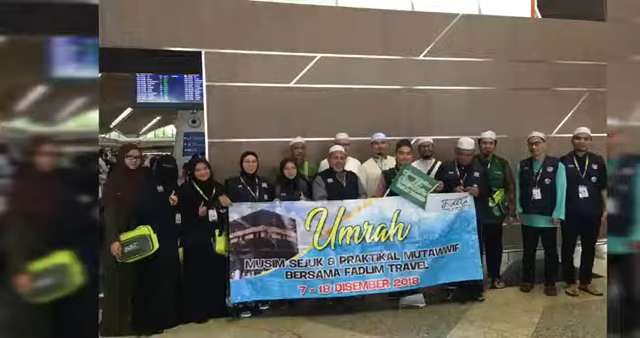 Umrah
MUSIM SEJUK & PRAKTIKAL MUTAWWIF
BERSAMA FADLIM TRAVEL
7 - 18 DISEMBER 2018